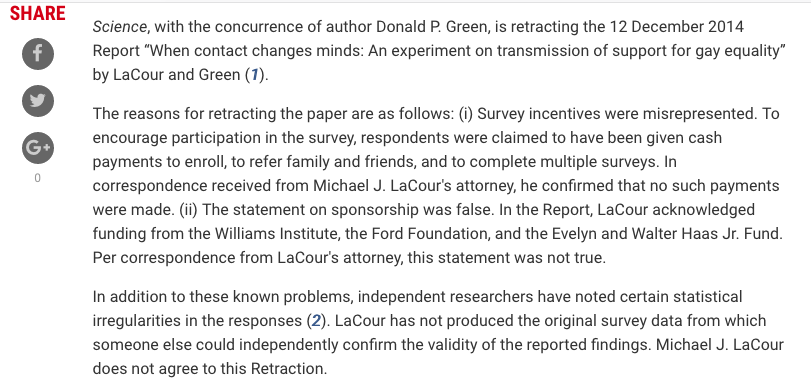 SHARE
Science, with the concurrence of author Donald P. Green, is retracting the 12 December 2014
Report “When contact changes minds: An experiment on transmission of support for gay equality”
by LaCour and Green (1).
The reasons for retracting the paper are as follows: (i) Survey incentives were misrepresented. To
encourage participation in the survey, respondents were claimed to have been given cash
payments to enroll, to refer family and friends, and to complete multiple surveys. In
correspondence received from Michael J. LaCour's attorney, he confirmed that no such payments
were made. (ii) The statement on sponsorship was false. In the Report, LaCour acknowledged
funding from the Williams Institute, the Ford Foundation, and the Evelyn and Walter Haas Jr. Fund.
Per correspondence from LaCour's attorney, this statement was not true.
In addition to these known problems, independent researchers have noted certain statistical
irregularities in the responses (2). LaCour has not produced the original survey data from which
someone else could independently confirm the validity of the reported findings. Michael J. LaCour
does not agree to this Retraction.
f
G+
0